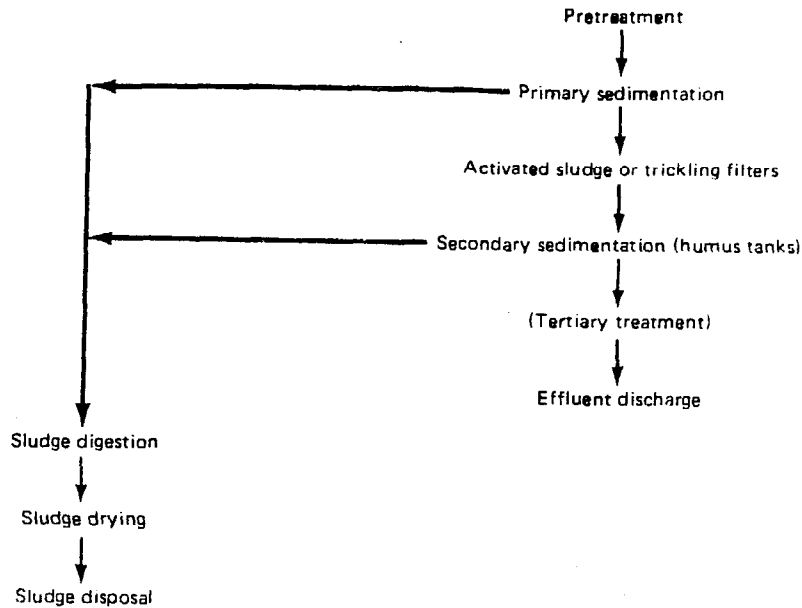 Pretreatment
Primary sedimentation
Activated sludge or trickling filters
Secondary sedimentation (humus tanks)
(Tertiary treatment)
Effluent discharge
Sludge digestion
Sludge drying
Sludge disposal